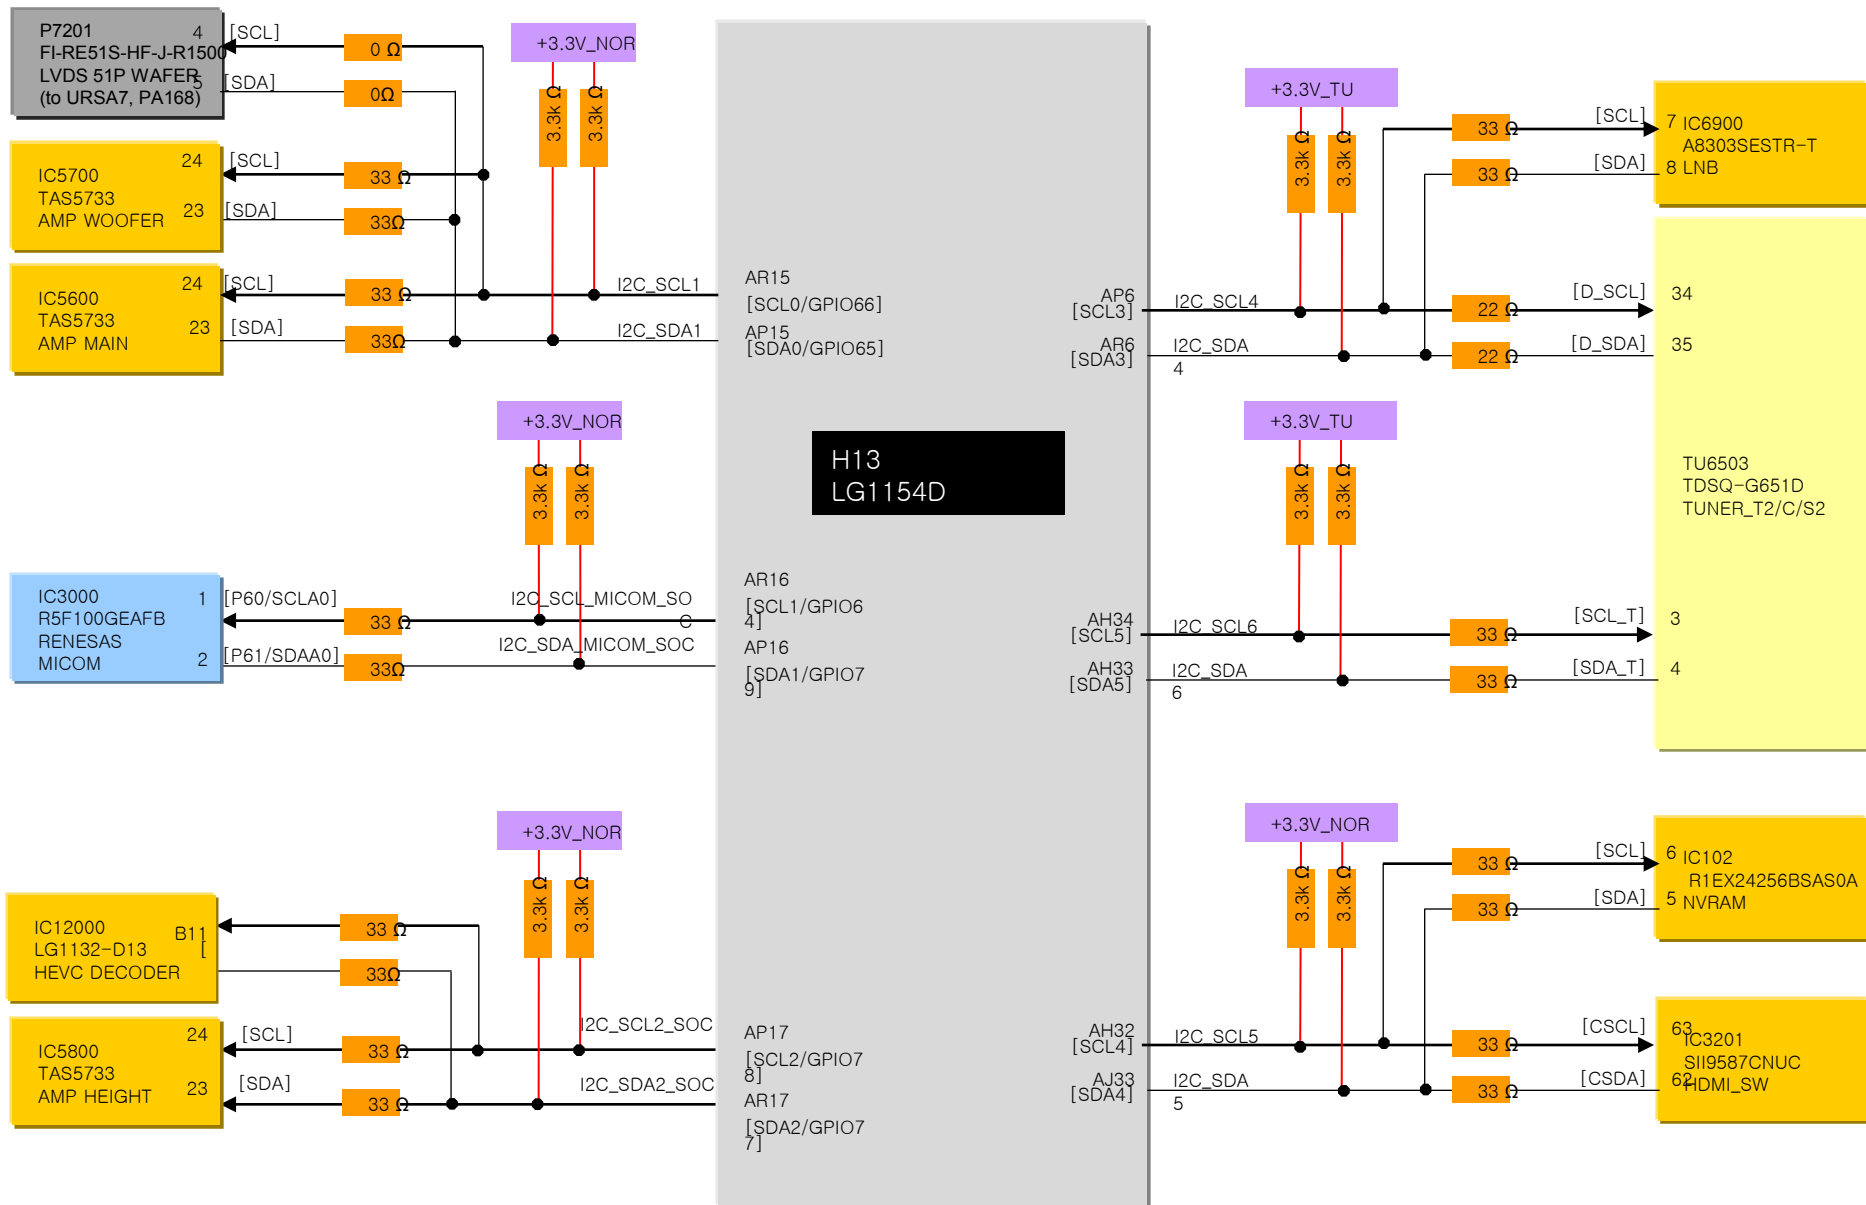 P7201
FI-RE51S-HF-J-R1500
LVDS 51P WAFER
(to URSA7, PA168)
4
5
[SCL]
[SDA]
0 Ω
0Ω
+3.3V_NOR
3.3k Ω
3.3k Ω
IC5700
TAS5733
AMP WOOFER
24
23
[SCL]
[SDA]
33 Ω
33Ω
IC5600
TAS5733
AMP MAIN
24
23
[SCL]
[SDA]
33 Ω
33Ω
I2C_SCL1
I2C_SDA1
AR15
[SCL0/GPIO66]
AP15
[SDA0/GPIO65]
+3.3V_NOR
3.3k Ω
3.3k Ω
IC3000
R5F100GEAFB
RENESAS
MICOM
1
2
[P60/SCLA0]
[P61/SDAA0]
33 Ω
33Ω
I2C_SCL_MICOM_SO
C
I2C_SDA_MICOM_SOC
AR16
[SCL1/GPIO6
4]
AP16
[SDA1/GPIO7
9]
+3.3V_NOR
3.3k Ω
3.3k Ω
IC12000
LG1132-D13
HEVC DECODER
B11
[
33 Ω
33Ω
IC5800
TAS5733
AMP HEIGHT
24
23
[SCL]
[SDA]
33 Ω
33 Ω
I2C_SCL2_SOC
I2C_SDA2_SOC
AP17
[SCL2/GPIO7
8]
AR17
[SDA2/GPIO7
7]
H13
LG1154D
+3.3V_TU
3.3k Ω
3.3k Ω
AP6
[SCL3]
AR6
[SDA3]
I2C_SCL4
I2C_SDA
4
33 Ω
33 Ω
[SCL]
[SDA]
7
8
IC6900
A8303SESTR-T
LNB
22 Ω
22 Ω
[D_SCL]
[D_SDA]
34
35
+3.3V_TU
3.3k Ω
3.3k Ω
TU6503
TDSQ-G651D
TUNER_T2/C/S2
AH34
[SCL5]
AH33
[SDA5]
I2C_SCL6
I2C_SDA
6
33 Ω
33 Ω
[SCL_T]
[SDA_T]
3
4
+3.3V_NOR
3.3k Ω
3.3k Ω
33 Ω
33 Ω
[SCL]
[SDA]
6
5
IC102
R1EX24256BSAS0A
NVRAM
AH32
[SCL4]
AJ33
[SDA4]
I2C_SCL5
I2C_SDA
5
33 Ω
33 Ω
[CSCL]
[CSDA]
63
62
IC3201
SII9587CNUC
HDMI_SW